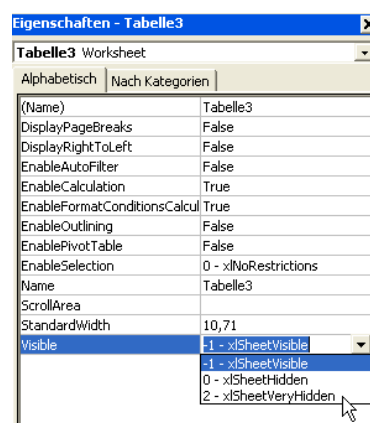 Eigenschaften - Tabelle3
Tabelle3 Worksheet
Alphabetisch Nach Kategorien
(Name) Tabelle3
DisplayPageBreaks False
DisplayRightToLeft False
EnableAutoFilter False
EnableCalculation True
EnableFormatConditionsCalcul True
EnableOutlining False
EnablePivotTable False
EnableSelection 0 - xlNoRestrictions
Name Tabelle3
ScrollArea
StandardWidth 10,71
Visible -1 - xlSheetVisible
-1 - xlSheetVisible
0 - xlSheetHidden
2 - xlSheetVeryHidden